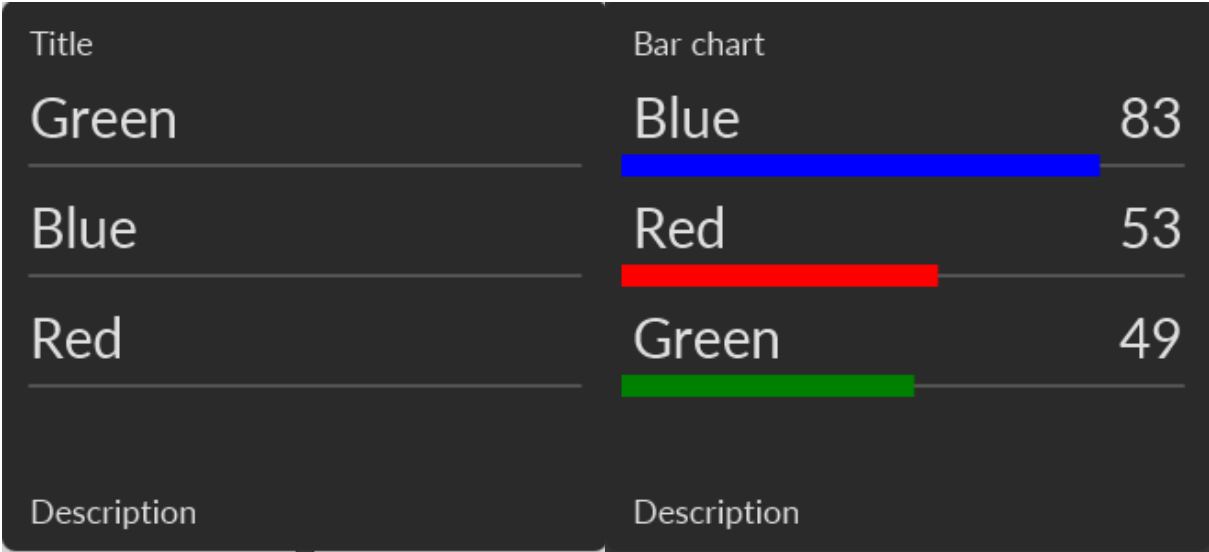 Title
Green
Blue
Red
Description
Bar chart
Blue 83
Red 53
Green 49
Description